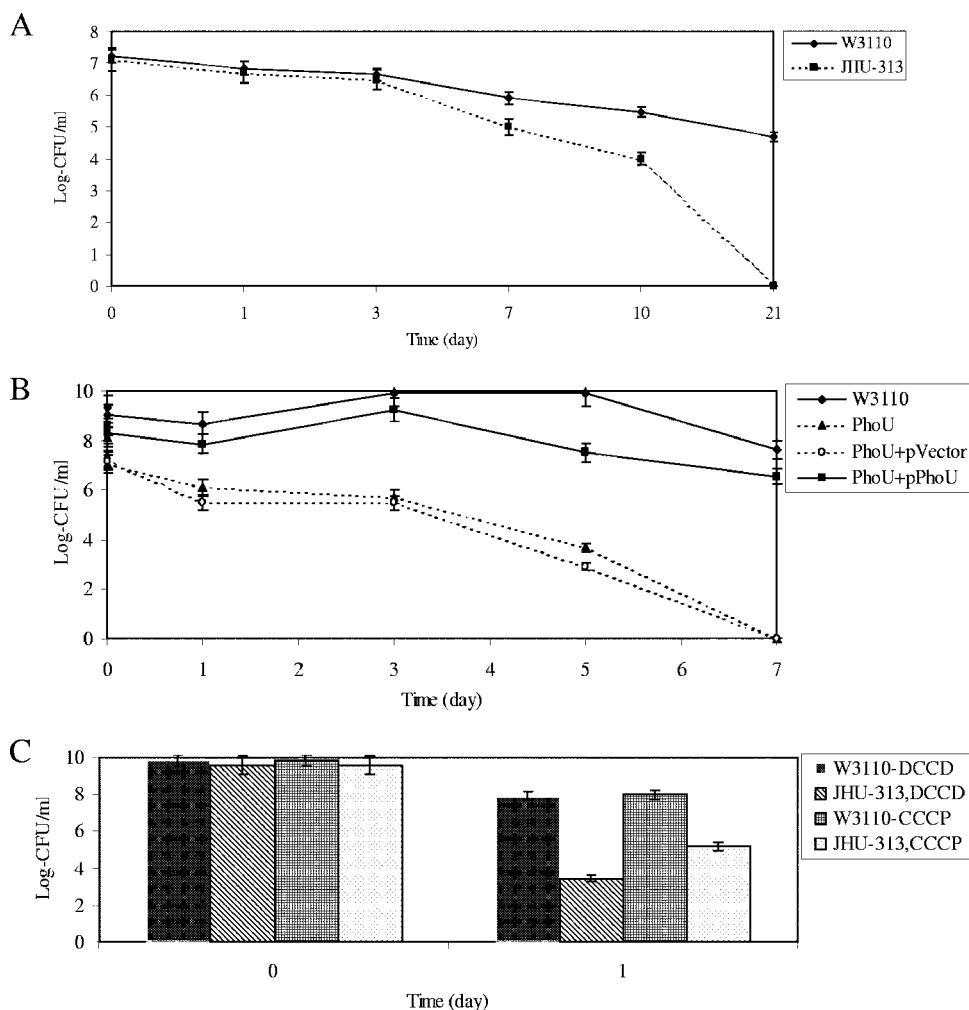 A
8
7
6
5
4
3
2
1
0
Log-CFU/ml
0 1 3 7 10 21
Time (day)
W3110
JHU-313
B
10
8
6
4
2
0
Log-CFU/ml
0 1 2 3 4 5 6 7
Time (day)
W3110
PhoU
PhoU+pVector
PhoU+pPhoU
C
10
8
6
4
2
0
Log-CFU/ml
0 1
Time (day)
W3110-DCCD
JHU-313,DCCD
W3110-CCCP
JHU-313,CCCP